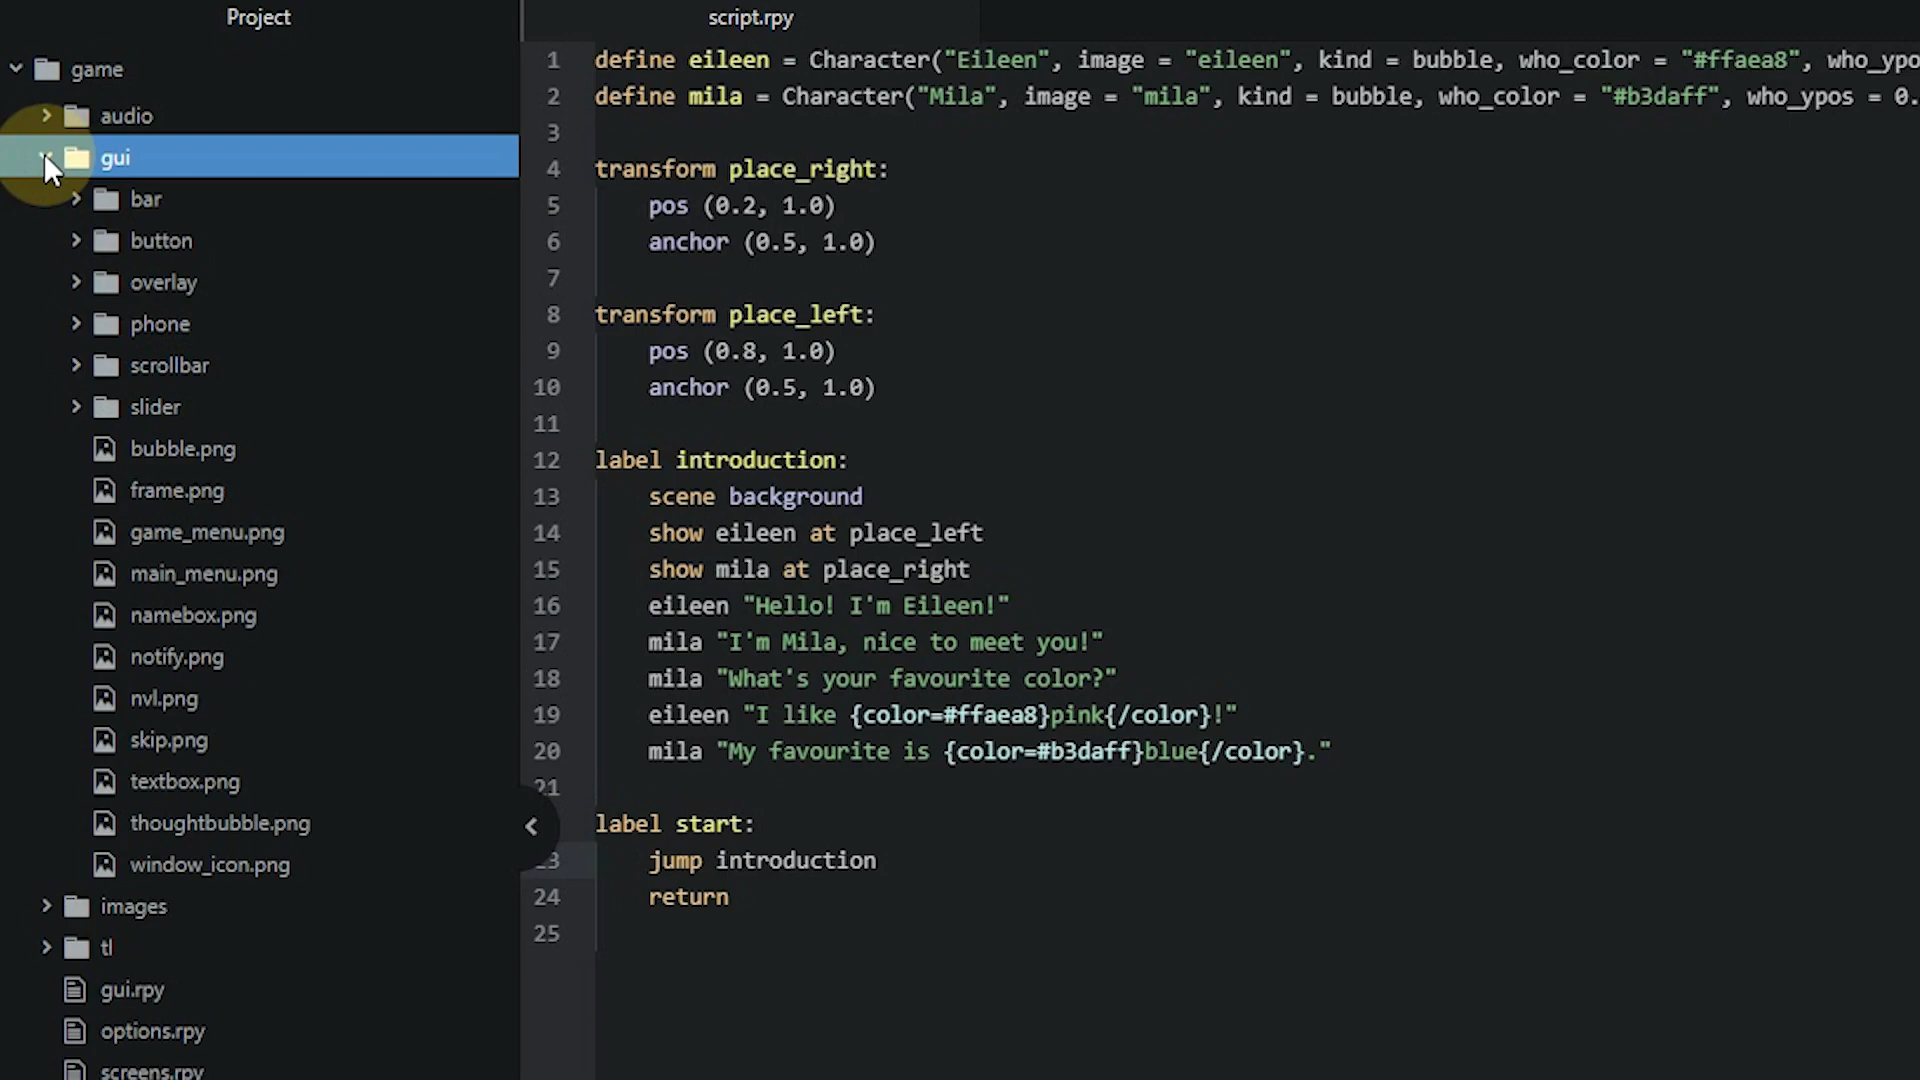 Project
game
audio
gui
bar
button
overlay
phone
scrollbar
slider
bubble.png
frame.png
game_menu.png
main_menu.png
namebox.png
notify.png
nvl.png
skip.png
textbox.png
thoughtbubble.png
window_icon.png
images
tl
gui.rpy
options.rpy
screens.rpy
script.rpy
1 define eileen = Character("Eileen", image = "eileen", kind = bubble, who_color = "#ffaea8", who_ypo
2 define mila = Character("Mila", image = "mila", kind = bubble, who_color = "#b3daff", who_ypos = 0.
3
4 transform place_right:
5 pos (0.2, 1.0)
6 anchor (0.5, 1.0)
7
8 transform place_left:
9 pos (0.8, 1.0)
10 anchor (0.5, 1.0)
11
12 label introduction:
13 scene background
14 show eileen at place_left
15 show mila at place_right
16 eileen "Hello! I'm Eileen!"
17 mila "I'm Mila, nice to meet you!"
18 mila "What's your favourite color?"
19 eileen "I like {color=#ffaea8}pink{/color}!"
20 mila "My favourite is {color=#b3daff}blue{/color}."
21
label start:
23 jump introduction
24 return
25